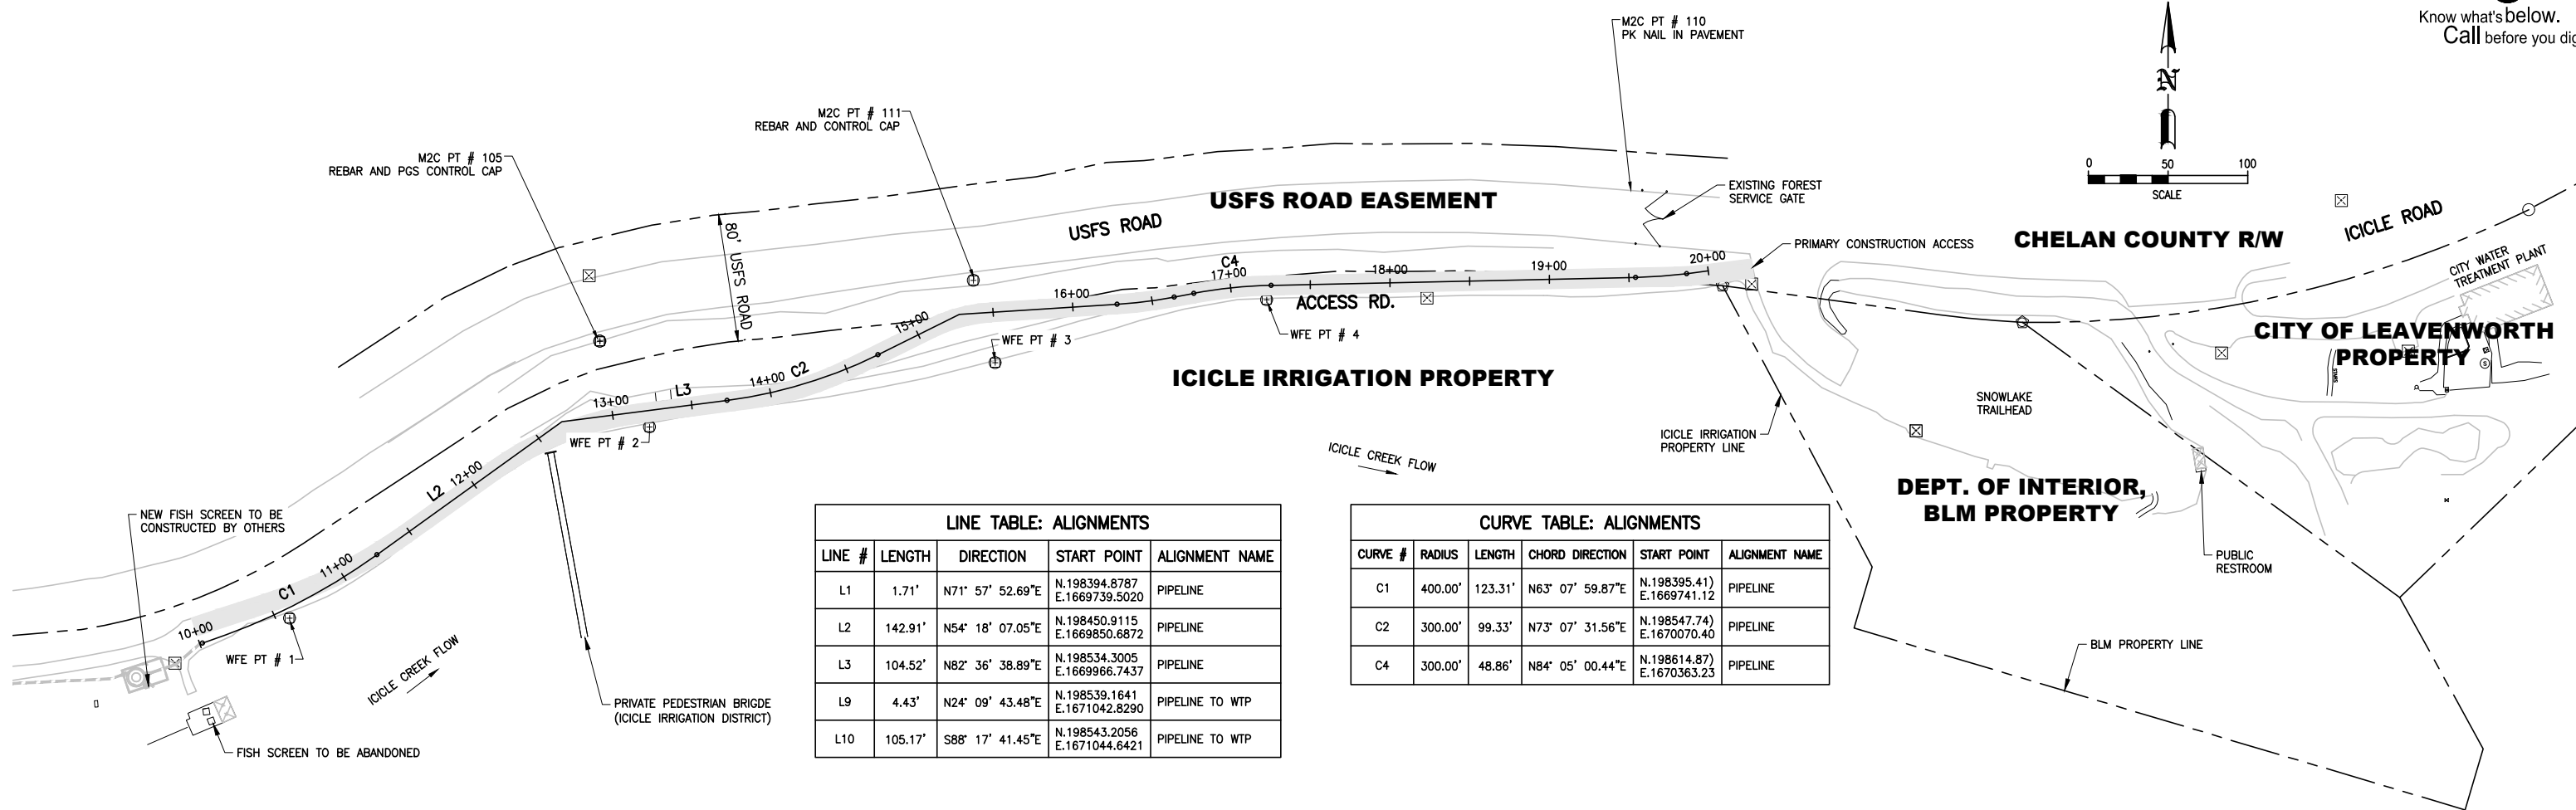 Know what's below.
Call before you dig
M2C PT # 110
PK NAIL IN PAVEMENT
N
M2C PT # 111
REBAR AND CONTROL CAP
M2C PT # 105
REBAR AND PGS CONTROL CAP
0 50 100
SCALE
EXISTING FOREST
SERVICE GATE
USFS ROAD EASEMENT
USFS ROAD
80' USFS ROAD
ICICLE ROAD
CHELAN COUNTY R/W
PRIMARY CONSTRUCTION ACCESS
CITY WATER
TREATMENT PLANT
C4
20+00
19+00
18+00
17+00
16+00
15+00
ACCESS RD.
CITY OF LEAVENWORTH
PROPERTY
STAIRS
S
WFE PT # 4
WFE PT # 3
C2
14+00
L3
13+00
ICICLE IRRIGATION PROPERTY
SNOWLAKE
TRAILHEAD
WFE PT # 2
ICICLE IRRIGATION
PROPERTY LINE
ICICLE CREEK FLOW
12+00
L2
DEPT. OF INTERIOR,
BLM PROPERTY
NEW FISH SCREEN TO BE
CONSTRUCTED BY OTHERS
11+00
C1
10+00
WFE PT # 1
ICICLE CREEK FLOW
PUBLIC
RESTROOM
BLM PROPERTY LINE
PRIVATE PEDESTRIAN BRIGDE
(ICICLE IRRIGATION DISTRICT)
FISH SCREEN TO BE ABANDONED
LINE TABLE: ALIGNMENTS
LINE # LENGTH DIRECTION START POINT ALIGNMENT NAME
L1 1.71' N71° 57' 52.69"E N.198394.8787 E.1669739.5020 PIPELINE
L2 142.91' N54° 18' 07.05"E N.198450.9115 E.1669850.6872 PIPELINE
L3 104.52' N82° 36' 38.89"E N.198534.3005 E.1669966.7437 PIPELINE
L9 4.43' N24° 09' 43.48"E N.198539.1641 E.1671042.8290 PIPELINE TO WTP
L10 105.17' S88° 17' 41.45"E N.198543.2056 E.1671044.6421 PIPELINE TO WTP
CURVE TABLE: ALIGNMENTS
CURVE # RADIUS LENGTH CHORD DIRECTION START POINT ALIGNMENT NAME
C1 400.00' 123.31' N63° 07' 59.87"E N.198395.41) E.1669741.12 PIPELINE
C2 300.00' 99.33' N73° 07' 31.56"E N.198547.74) E.1670070.40 PIPELINE
C4 300.00' 48.86' N84° 05' 00.44"E N.198614.87) E.1670363.23 PIPELINE